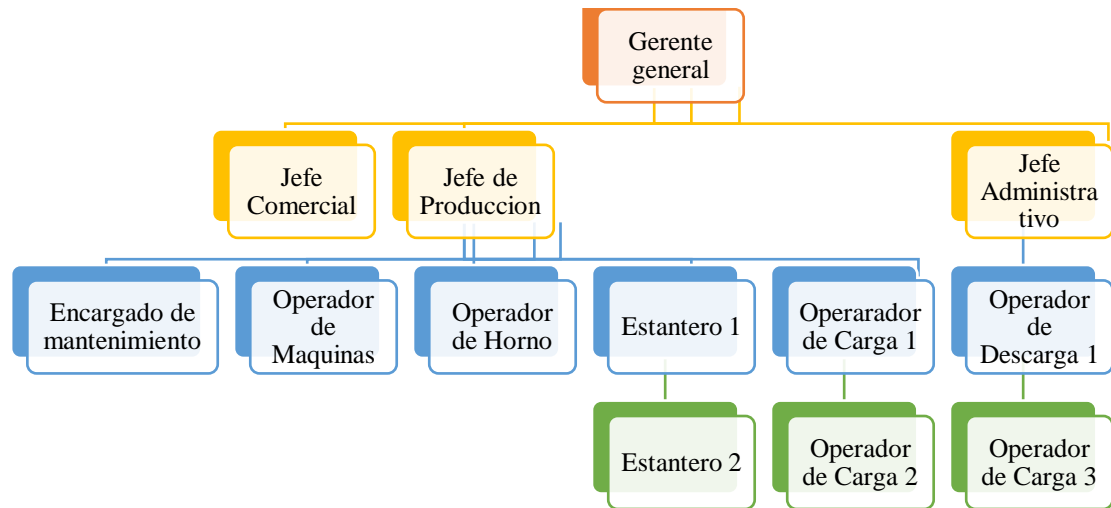 Gerente
general
Jefe
Comercial
Jefe de
Produccion
Jefe
Administra
tivo
Encargado de
mantenimiento
Operador
de
Maquinas
Operador
de Horno
Estantero 1
Operarador
de Carga 1
Operador
de
Descarga 1
Estantero 2
Operador
de Carga 2
Operador
de Carga 3